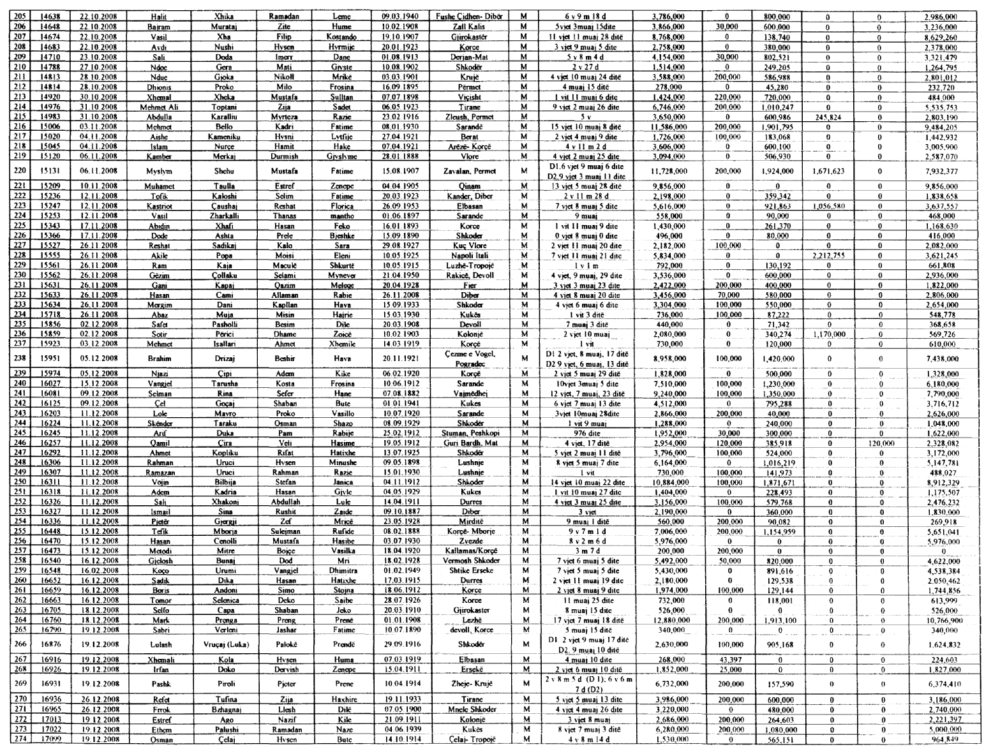 205 14638 22.10.2008 Halit Xhika Ramadan Leme 09.03.1940 Fushe Çidhen- Dibër M 6 v 9 m 18 d 3,786,000 0 800,000 0 0 2,986,000
206 14648 22.10.2008 Bajram Murataj Zite Hume 10.02.1908 Zall Kalis M 5vjet 3muaj 15dite 3,866,000 30,000 600,000 0 0 3,236,000
207 14674 22.10.2008 Vasil Xha Filip Kostando 19.10.1907 Gjirokastër M 11 vjet 11 muaj 28 ditë 8,768,000 0 138,740 0 0 8,629,260
208 14683 22.10.2008 Avdi Nushi Hysen Hyrmije 20.01.1923 Korce M 3 vjet 9 muaj 5 dite 2,758,000 0 380,000 0 0 2,378,000
209 14710 23.10.2008 Sali Doda Imerr Dane 01.08.1913 Derjan-Mat M 5 v 8 m 4 d 4,154,000 30,000 802,521 0 0 3,321,479
210 14788 27.10.2008 Ndoc Gera Mati Gjyste 10.08.1902 Shkodër M 2 v 27 d 1,514,000 0 249,205 0 0 1,264,795
211 14813 28.10.2008 Nduc Gjoka Nikoll Mrikë 03.03.1901 Krujë M 4 vjet 10 muaj 24 ditë 3,588,000 200,000 586,988 0 0 2,801,012
212 14814 28.10.2008 Dhionis Proko Milo Frosina 16.09.1895 Përmet M 4 muaj 15 ditë 278,000 0 45,280 0 0 232,720
213 14920 30.10.2008 Xhemal Xheka Mustafa Sulltan 07.07.1898 Viçisht M 1 vit 11 muaj 6 dite 1,424,000 220,000 720,000 0 0 484,000
214 14976 31.10.2008 Mehmet Ali Toptani Zija Sadet 06.05.1923 Tirane M 9 vjet 2 muaj 26 dite 6,746,000 200,000 1,010,247 0 0 5,535,753
215 14983 31.10.2008 Abdulla Karalliu Myrteza Razie 23.02 1916 Zleush, Permet M 5 v 3,650,000 0 600,986 245,824 0 2,803,190
216 15006 03.11.2008 Mehmet Bello Kadri Fatime 08.01.1930 Sarandë M 15 vjet 10 muaj 8 ditë 11,586,000 200,000 1,901,795 0 0 9,484,205
217 15020 04.11.2008 Aishe Kameniku Hysni Lytfije 27.04.1921 Berat M 2 vjet 4 muaj 9 dite 1,726,000 100,000 183,068 0 0 1,442,932
218 15045 04.11.2008 Islam Nurçe Hamit Hake 07.04.1921 Arëzë- Korçë M 4 v 11 m 2 d 3,606,000 0 600,100 0 0 3,005,900
219 15120 06.11.2008 Kamber Merkaj Durmish Gjyslyme 28.01.1888 Vlore M 4 vjet 2 muaj 25 ditë 3,094,000 0 506,930 0 0 2,587,070
220 15131 06.11.2008 Myslym Shehu Mustafa Fatime 15.08.1907 Zavalan, Permet M D1.6 vjet 9 muaj 6 dite D2.9 vjet 3 muaj 11 dite 11,728,000 200,000 1,924,000 1,671,623 0 7,932,377
221 15209 10.11.2008 Muhamet Taulla Estref Zenepe 04.04.1905 Qinam M 13 vjet 5 muaj 28 ditë 9,856,000 0 0 0 0 9,856,000
222 15236 12.11.2008 Tofik Kaloshi Selim Fatime 20.03.1923 Kander, Diber M 2 v 11 m 28 d 2,198,000 0 359,342 0 0 1,838,658
223 15247 12.11.2008 Kastriot Çaushaj Reshat Florica 26.09 1953 Elbasan M 7 vjet 8 muaj 5 dite 5,616,000 0 921,863 1,056,580 0 3,637,557
224 15253 12.11.2008 Vasil Zharkalli Thanas mantho 01.06.1897 Sarande M 9 muaj 558,000 0 90,000 0 0 468,000
225 15343 17.11.2008 Abidin Xhafi Hasan Feko 16.01.1893 Korce M 1 vit 11 muaj 9 dite 1,430,000 0 261,370 0 0 1,168,630
226 15366 17.11.2008 Dode Ashta Prele Bjeshke 15.09.1890 Shkoder M 0 vjet 8 muaj 0 dite 496,000 0 80,000 0 0 416,000
227 15527 26.11.2008 Reshat Sadikaj Kalo Sara 29.08.1927 Kuç Vlore M 2 vjet 11 muaj 20 dite 2,182,000 100,000 0 0 0 2,082,000
228 15555 26.11.2008 Akile Popa Moisi Eleni 10.05.1925 Napoli Itali M 7 vjet 11 muaj 21 dite 5,834,000 0 0 2,212,755 0 3,621,245
229 15561 26.11.2008 Ram Kaja Maculë Shkurtë 10.05.1915 Luzhë-Tropojë M 1 v 1 m 792,000 0 130,192 0 0 661,808
230 15562 26.11.2008 Gëzim Çollaku Selami Mynever 21.04.1950 Rakicë, Devoll M 4 vjet, 9 muaj, 29 dite 3,536,000 0 600,000 0 0 2,936,000
231 15631 26.11.2008 Gani Kapaj Qazim Meleqe 20.04.1928 Fier M 3 vjet 3 muaj 23 dite 2,422,000 200,000 400,000 0 0 1,822,000
232 15633 26.11.2008 Hasan Cami Allaman Rabie 26.11.2008 Diber M 4 vjet 8 muaj 20 dite 3,456,000 70,000 580,000 0 0 2,806,000
233 15634 26.11.2008 Mergim Dani Kapllan Hava 15.09.1933 Shkoder M 4 vjet 6 muaj 6 dite 3,304,000 100,000 550,000 0 0 2,654,000
234 15718 26.11.2008 Abaz Muja Misin Hajrie 15.03.1930 Kukës M 1 vit 3 ditë 736,000 100,000 87,222 0 0 548,778
235 15856 02.12.2008 Safet Pasholli Besim Dile 20.03.1908 Devoll M 7 muaj 3 ditë 440,000 0 71,342 0 0 368,658
236 15859 02.12.2008 Sotir Përici Dhame Zoicë 10.02 1903 Kolonjë M 2 vjet 10 muaj 2,080,000 0 340,274 1,170,000 0 569,726
237 15923 03.12.2008 Mehmet Isallari Ahmet Xhemile 14.03 1919 Korçë M 1 vit 730,000 0 120,000 0 0 610,000
238 15951 05.12.2008 Brahim Drizaj Beshir Hava 20.11.1921 Çezme e Vogel, Pogradec M D1 2 vjet, 8 muaj, 17 ditë D2 9 vjet, 6 muaj, 13 dite 8,958,000 100,000 1,420,000 0 0 7,438,000
239 15974 05.12.2008 Njazi Çipi Adem Kike 06.02.1920 Korçë M 2 vjet 5 muaj 29 ditë 1,828,000 0 500,000 0 0 1,328,000
240 16027 15.12.2008 Vangjel Tarusha Kosta Frosina 10.06.1912 Sarande M 10vjet 3muaj 5 dite 7,510,000 100,000 1,230,000 0 0 6,180,000
241 16081 09.12.2008 Selman Rina Sefer Hane 07.08.1882 Vajmëdhej M 12 vjet, 7 muaj, 23 dite 9,240,000 100,000 1,350,000 0 0 7,790,000
242 16125 09.12.2008 Çel Goçaj Shaban Bute 01.01 1941 Kukes M 6 vjet 7 muaj 13 dite 4,512,000 0 795,288 0 0 3,716,712
243 16203 11.12.2008 Lole Mavro Proko Vasillo 10.07.1920 Sarande M 3vjet 10muaj 28dite 2,866,000 200,000 40,000 0 0 2,626,000
244 16224 11.12.2008 Skënder Taraku Osman Shazo 08.09.1929 Shkodër M 1 vit 9 muaj 1,288,000 0 240,000 0 0 1,048,000
245 16245 11.12.2008 Arif Duka Pam Rabije 25.02.1912 Stuman, Peshkopi M 976 dite 1,952,000 30,000 300,000 0 0 1,622,000
246 16257 11.12.2008 Qamil Çira Veli Hasime 19.05.1912 Guri Bardh, Mat M 4 vjet, 17 ditë 2,954,000 120,000 385,918 0 120,000 2,328,082
247 16292 11.12.2008 Ahmet Kopliku Rifat Hatixhe 13.07.1925 Shkodër M 5 vjet 2 muaj 11 ditë 3,796,000 100,000 524,000 0 0 3,172,000
248 16306 11.12.2008 Rahman Uruci Hysen Minushe 09.05.1898 Lushnje M 8 vjet 5 muaj 7 dite 6,164,000 0 1,016,219 0 0 5,147,781
249 16307 11.12.2008 Ramazan Uruci Rahman Razie 15.01.1930 Lushnje M 1 vit 730,000 100,000 141,973 0 0 488,027
250 16311 11.12.2008 Vojin Bilbija Stefan Janica 04.11.1912 Shkoder M 14 vjet 10 muaj 22 dite 10,884,000 100,000 1,871,671 0 0 8,912,329
251 16318 11.12.2008 Adem Kadria Hasan Gjyle 04.05.1929 Kukes M 1 vit 10 muaj 27 dite 1,404,000 0 228,493 0 0 1,175,507
252 16326 11.12.2008 Sali Xhakonj Abdullah Lule 14.04.1911 Durres M 4 vjet 3 muaj 25 dite 3,156,000 100,000 579,768 0 0 2,476,232
253 16327 11.12.2008 Ismail Sina Rushit Zaide 09.10.1887 Diber M 3 vjet 2,190,000 0 360,000 0 0 1,830,000
254 16336 11.12.2008 Pjetër Gjergji Zef Mricë 23.05.1928 Mirditë M 9 muaj 1 ditë 560,000 200,000 90,082 0 0 269,918
255 16448 15.12.2008 Tefik Mborja Sulejman Rufide 08.02.1888 Korçë- Mborje M 9 v 7 m 1 d 7,006,000 200,000 1,154,959 0 0 5,651,041
256 16470 15.12.2008 Hasan Cenolli Mustafa Hasibe 03.07.1930 Zvezde M 8 v 2 m 6 d 5,976,000 0 0 0 0 5,976,000
257 16473 15.12.2008 Metodi Mitre Bojçe Vasilka 18.04.1920 Kallamas/Korçë M 3 m 7 d 200,000 200,000 0 0 0 0
258 16540 16.12.2008 Gjelosh Bunaj Dod Mri 18.02.1928 Vermosh Shkoder M 7 vjet 6 muaj 5 dite 5,492,000 50,000 820,000 0 0 4,622,000
259 16548 16.02.2008 Koço Urumi Vangjel Dhimitra 01.02.1949 Shtike Erseke M 7 vjet 5 muaj 5 dite 5,430,000 0 891,616 0 0 4,538,384
260 16652 16.12.2008 Sadik Dika Hasan Hatixhe 17.03.1915 Durres M 2 vjet 11 muaj 19 dite 2,180,000 0 129,538 0 0 2,050,462
261 16659 16.12.2008 Boris Andoni Simo Stojna 18.06.1912 Korce M 2 vjet 8 muaj 9 dite 1,974,000 100,000 129,144 0 0 1,744,856
262 16663 16.12.2008 Tomor Selenica Deko Saibe 28.07.1926 Korce M 11 muaj 25 dite 732,000 0 118,001 0 0 613,999
263 16705 18.12.2008 Selfo Capa Shaban Jeko 20.03.1910 Gjirokaster M 8 muaj 15 dite 526,000 0 0 0 0 526,000
264 16760 18.12.2008 Mark Prenga Preng Prenë 01.01.1908 Lezhë M 17 vjet 7 muaj 18 ditë 12,880,000 200,000 1,913,100 0 0 10,766,900
265 16790 19.12.2008 Sabri Verleni Jashar Fatime 10.07.1890 devoll, Korce M 5 muaj 15 ditë 340,000 0 0 0 0 340,000
266 16876 19.12.2008 Lulash Vruçaj (Luka) Palokë Prendë 29.09.1916 Shkodër M D1. 2 vjet 9 muaj 17 ditë D2. 9 muaj 10 ditë 2,630,000 100,000 905,168 0 0 1,624,832
267 16916 19.12.2008 Xhemali Kola Hysen Huma 07.03.1919 Elbasan M 4 muaj 10 dite 268,000 43,397 0 0 0 224,603
268 16926 19.12.2008 Irfan Doko Dervish Zenepe 15.04.1911 Ersekë M 2 vjet 6 muaj 10 ditë 1,852,000 25,000 0 0 0 1,827,000
269 16931 19.12.2008 Pashk Piroli Pjeter Prene 10.04.1914 Zheje- Krujë M 2 v 8 m 5 d (D 1); 6 v 6 m 7 d (D2) 6,732,000 200,000 157,590 0 0 6,374,410
270 16936 26.12.2008 Refet Tufina Zija Haxhire 19.11.1933 Tirane M 5 vjet 5 muaj 13 dite 3,986,000 200,000 600,000 0 0 3,186,000
271 16965 26.12.2008 Frrok Bzhagnaj Llesh Dilë 07.05.1900 Mnele Shkoder M 4 vjet 4 muaj 26 dite 3,220,000 0 480,000 0 0 2,740,000
272 17013 19.12.2008 Estref Ago Nazif Kile 21.09.1911 Kolonjë M 3 vjet 8 muaj 2,686,000 200,000 264,603 0 0 2,221,397
273 17022 19.12.2008 Ethem Palushi Ramadan Naze 04.06.1939 Kukës M 8 vjet 7 muaj 3 ditë 6,280,000 200,000 1,080,000 0 0 5,000,000
274 17099 19.12.2008 Osman Çelaj Hysen Bute 14.10.1914 Çelaj- Tropojë M 4 v 8 m 14 d 1,530,000 0 565,151 0 0 964,849